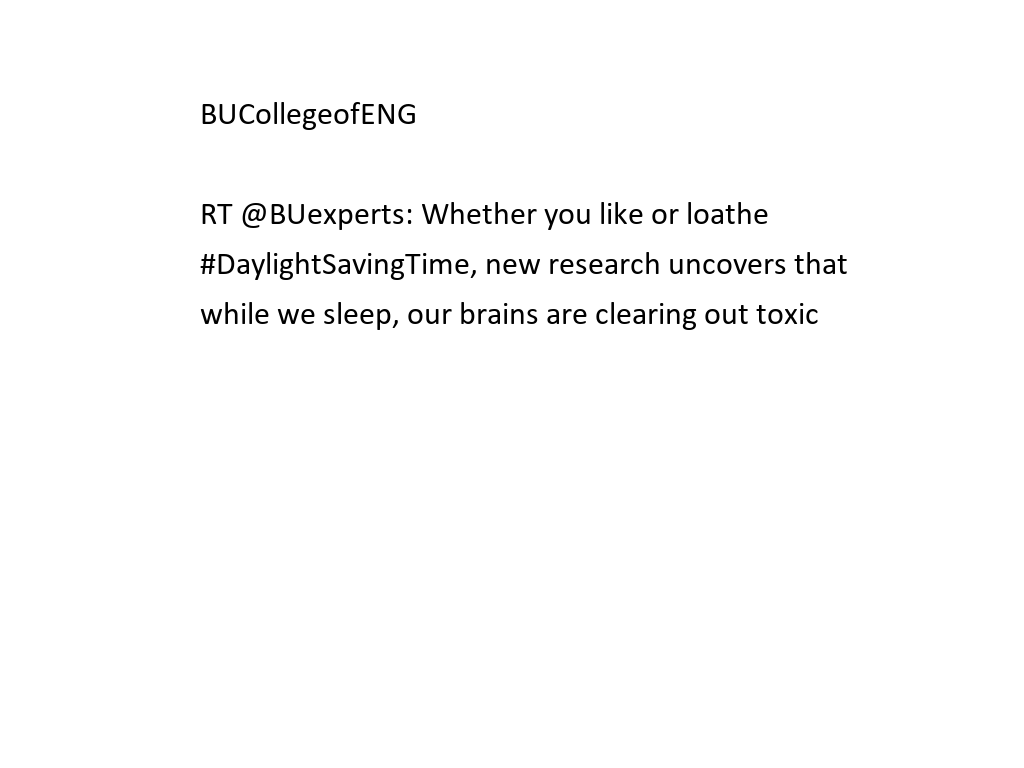 BUCollegeofENG
RT @BUexperts: Whether you like or loathe
#DaylightSavingTime, new research uncovers that
while we sleep, our brains are clearing out toxic